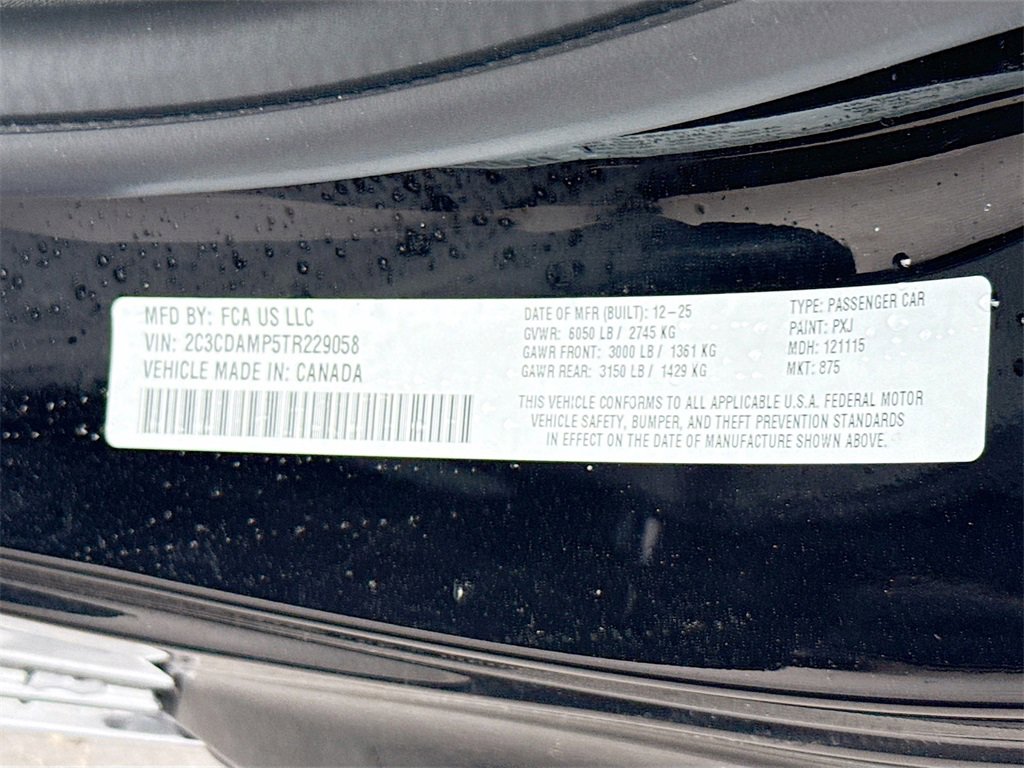 MFD BY: FCA US LLC
VIN: 2C3CDAMP5TR229058
VEHICLE MADE IN: CANADA
DATE OF MFR (BUILT): 12-25
GVWR: 6050 LB / 2745 KG
GAWR FRONT: 3000 LB / 1361 KG
GAWR REAR: 3150 LB / 1429 KG
TYPE: PASSENGER CAR
PAINT: PXJ
MDH: 121115
MKT: 875
THIS VEHICLE CONFORMS TO ALL APPLICABLE U.S.A. FEDERAL MOTOR
VEHICLE SAFETY, BUMPER, AND THEFT PREVENTION STANDARDS
IN EFFECT ON THE DATE OF MANUFACTURE SHOWN ABOVE.